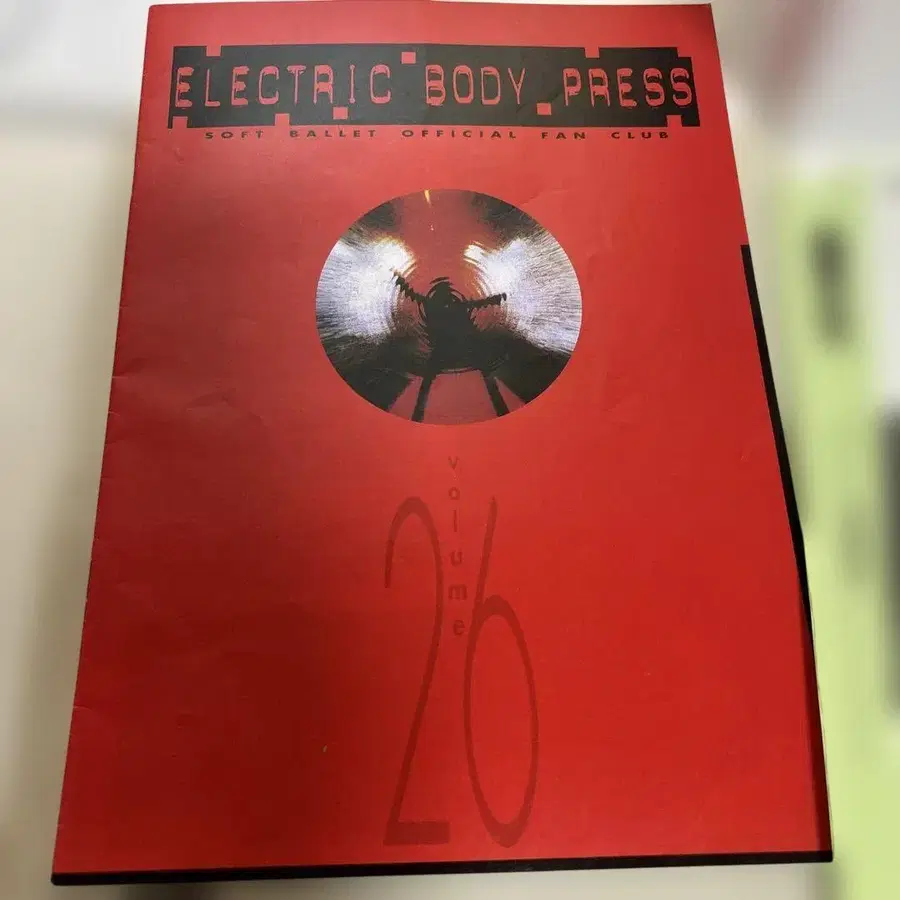 ELECTRIC BODY PRESS
SOFT BALLET OFFICIAL FAN CLUB
volume
26